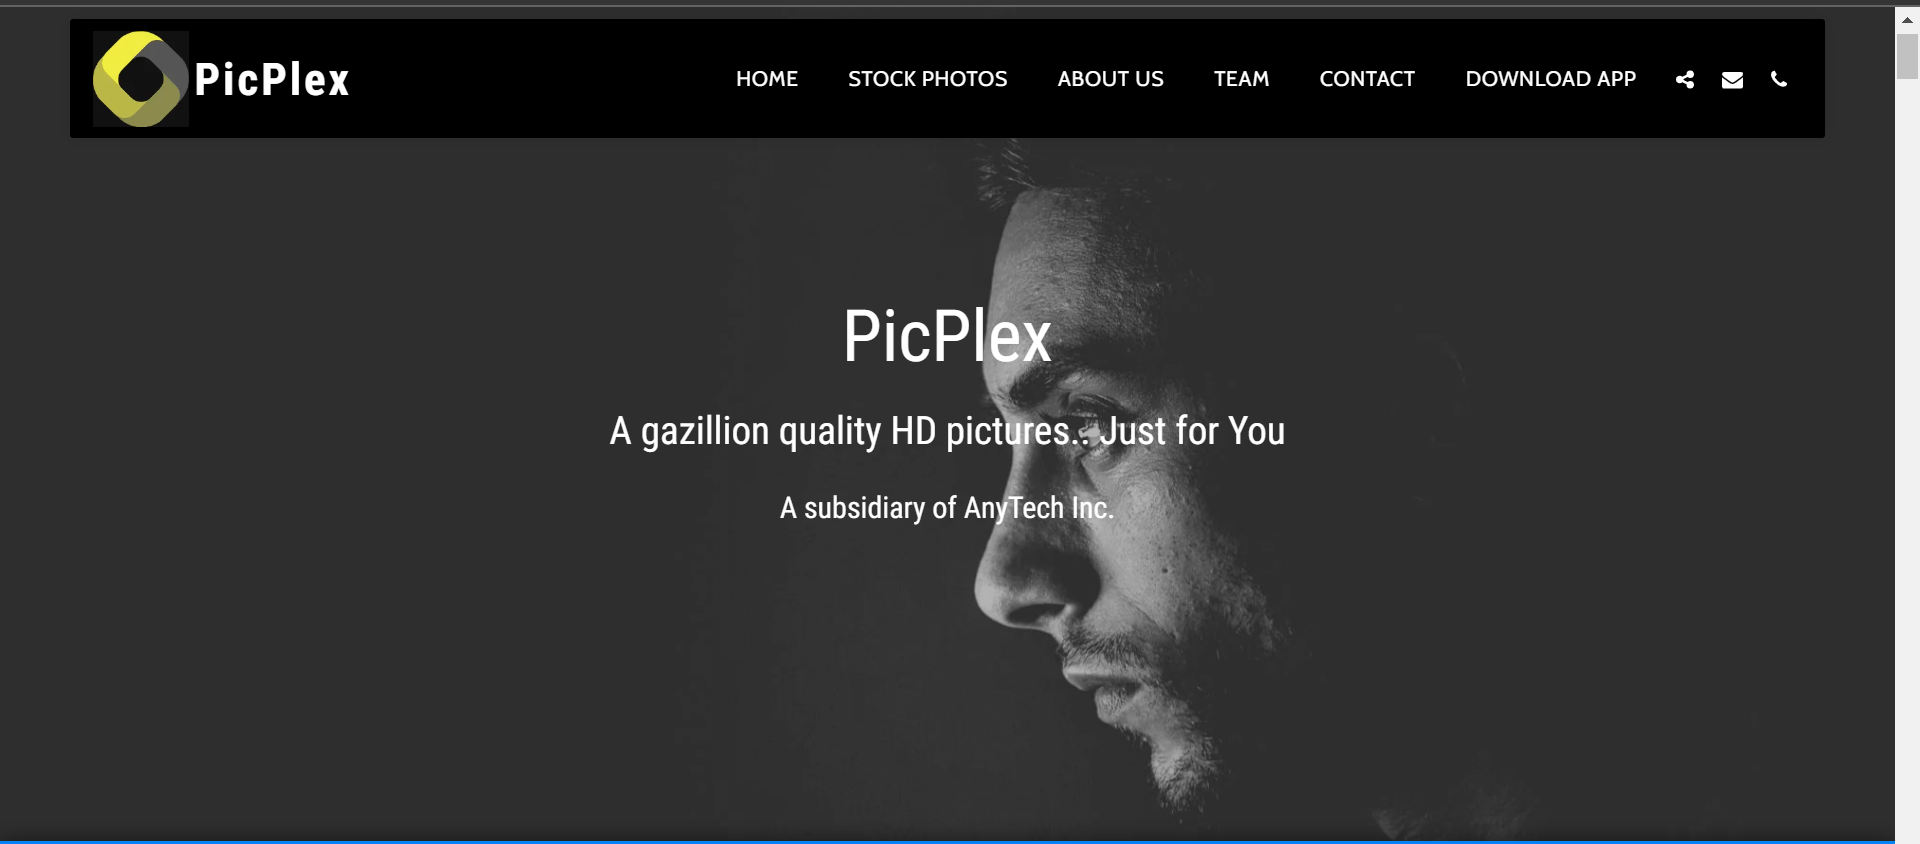 PicPlex
HOME STOCK PHOTOS ABOUT US TEAM CONTACT DOWNLOAD APP
PicPlex
A gazillion quality HD pictures.. Just for You
A subsidiary of AnyTech Inc.